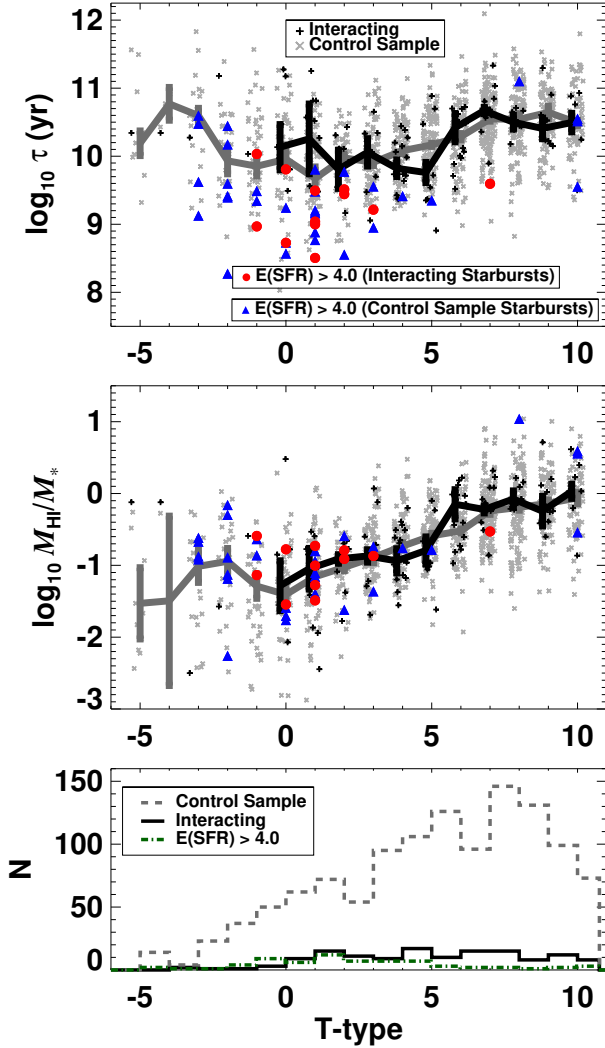 12
11
10
9
8
log₁₀ τ (yr)
+ Interacting
× Control Sample
● E(SFR) > 4.0 (Interacting Starbursts)
▲ E(SFR) > 4.0 (Control Sample Starbursts)
-5 0 5 10
1
0
-1
-2
-3
log₁₀ M_HI/M_*
-5 0 5 10
150
100
50
0
N
Control Sample
Interacting
E(SFR) > 4.0
-5 0 5 10
T-type